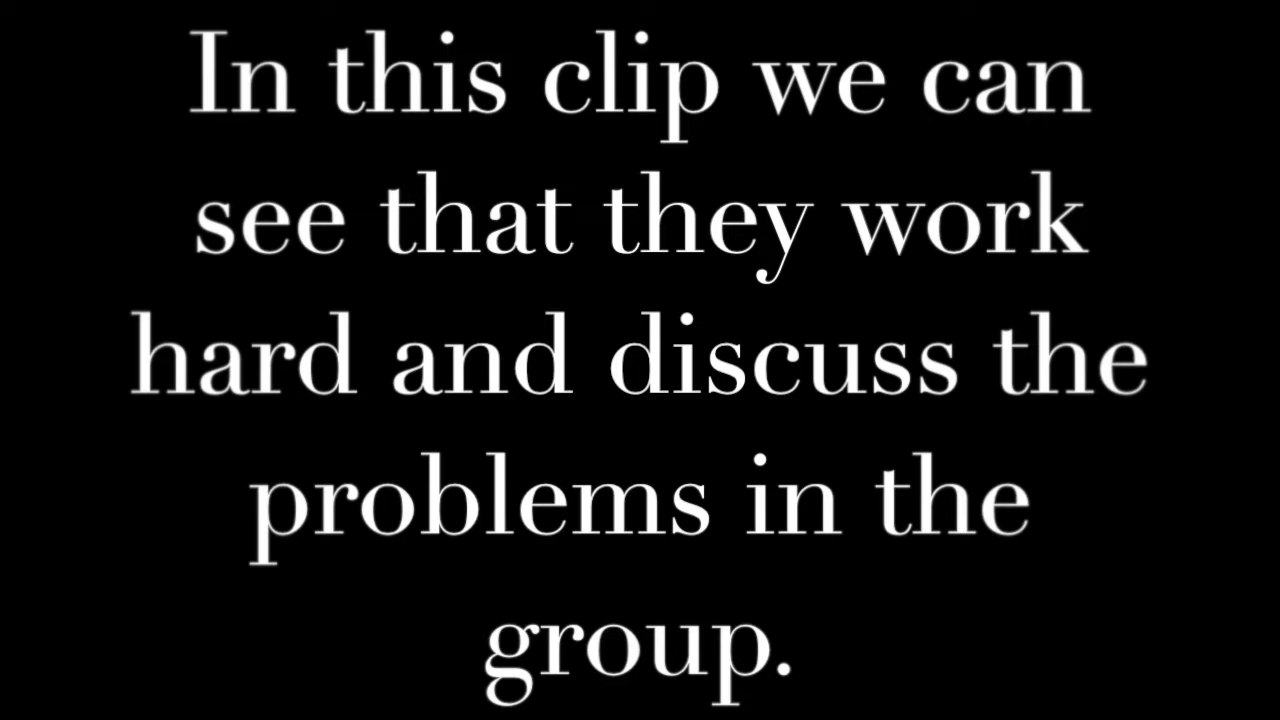 In this clip we can
see that they work
hard and discuss the
problems in the
group.